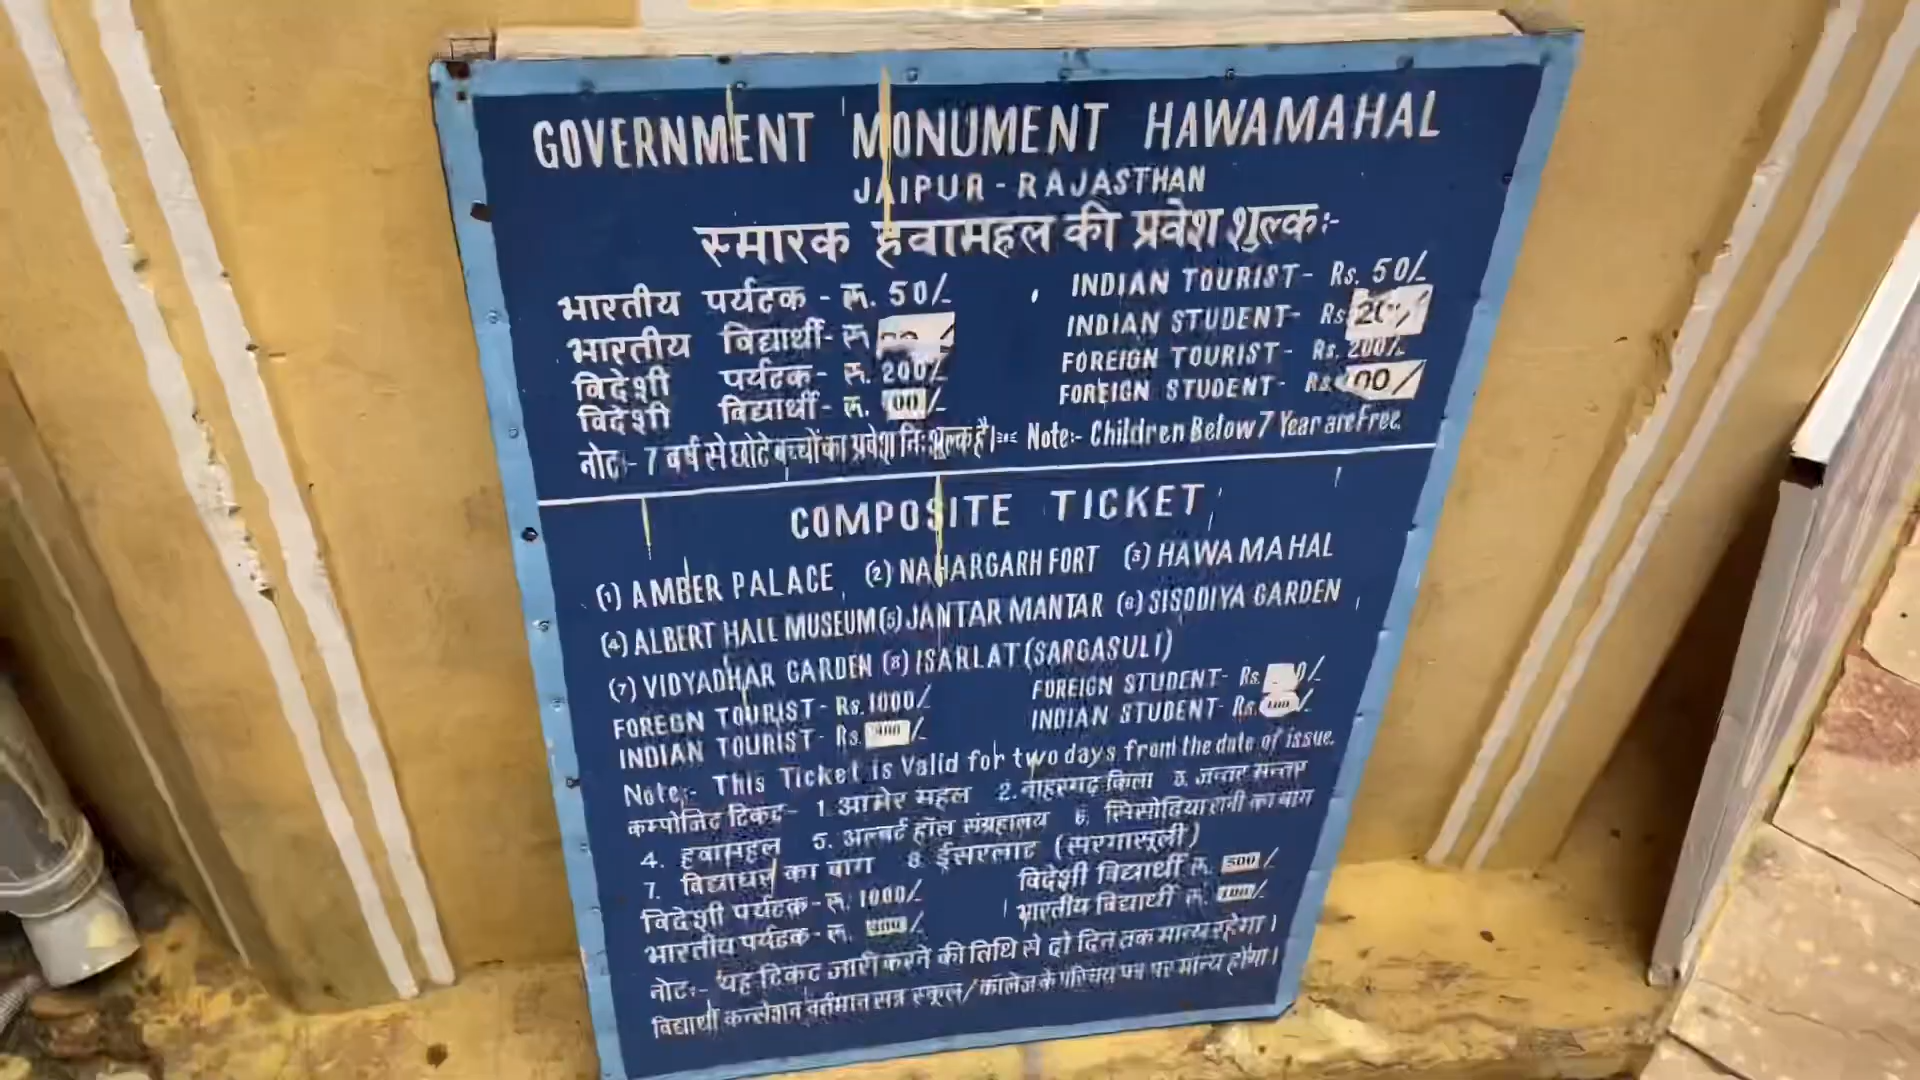 GOVERNMENT MONUMENT HAWAMAHAL
JAIPUR - RAJASTHAN
स्मारक हवामहल की प्रवेश शुल्क:-
भारतीय पर्यटक - रू. 50/-
INDIAN TOURIST- Rs. 50/-
भारतीय विद्यार्थी- रू
INDIAN STUDENT- Rs 20/
विदेशी पर्यटक- रू. 200/-
FOREIGN TOURIST- Rs. 200/-
विदेशी विद्यार्थी- रू. /-
FOREIGN STUDENT- Rs. /
नोट:- 7 वर्ष से छोटे बच्चों का प्रवेश निःशुल्क है। Note:- Children Below 7 Year are Free.
COMPOSITE TICKET
(1) AMBER PALACE (2) NAHARGARH FORT (3) HAWA MAHAL
(4) ALBERT HALL MUSEUM (5) JANTAR MANTAR (6) SISODIYA GARDEN
(7) VIDYADHAR GARDEN (8) ISARLAT (SARGASULI)
FOREGN TOURIST- Rs. 1000/-
FOREIGN STUDENT- Rs. /-
INDIAN TOURIST- Rs. /-
INDIAN STUDENT- Rs. /-
Note:- This Ticket is Valid for two days from the date of issue.
कम्पोजिट टिकट- 1. आमेर महल 2. नाहरगढ़ किला 3. जन्तर मन्तर
4. हवामहल 5. अल्बर्ट हॉल संग्रहालय 6. सिसोदिया रानी का बाग
7. विद्याधर का बाग 8. ईसरलाट (सरगासूली)
विदेशी पर्यटक- रू. 1000/-
विदेशी विद्यार्थी रू. 500/-
भारतीय पर्यटक- रू. /-
भारतीय विद्यार्थी रू. 100/-
नोट:- यह टिकट जारी करने की तिथि से दो दिन तक मान्य रहेगा।
विद्यार्थी कन्सेशन वर्तमान सत्र स्कूल/कॉलेज के परिचय पत्र पर मान्य होगा।